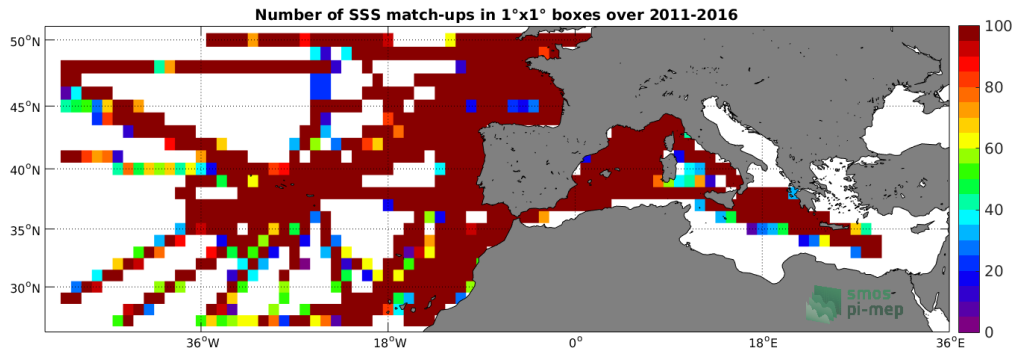 Number of SSS match-ups in 1°x1° boxes over 2011-2016
50°N
45°N
40°N
35°N
30°N
36°W
18°W
0°
18°E
36°E
100
80
60
40
20
0
smos
pi-mep